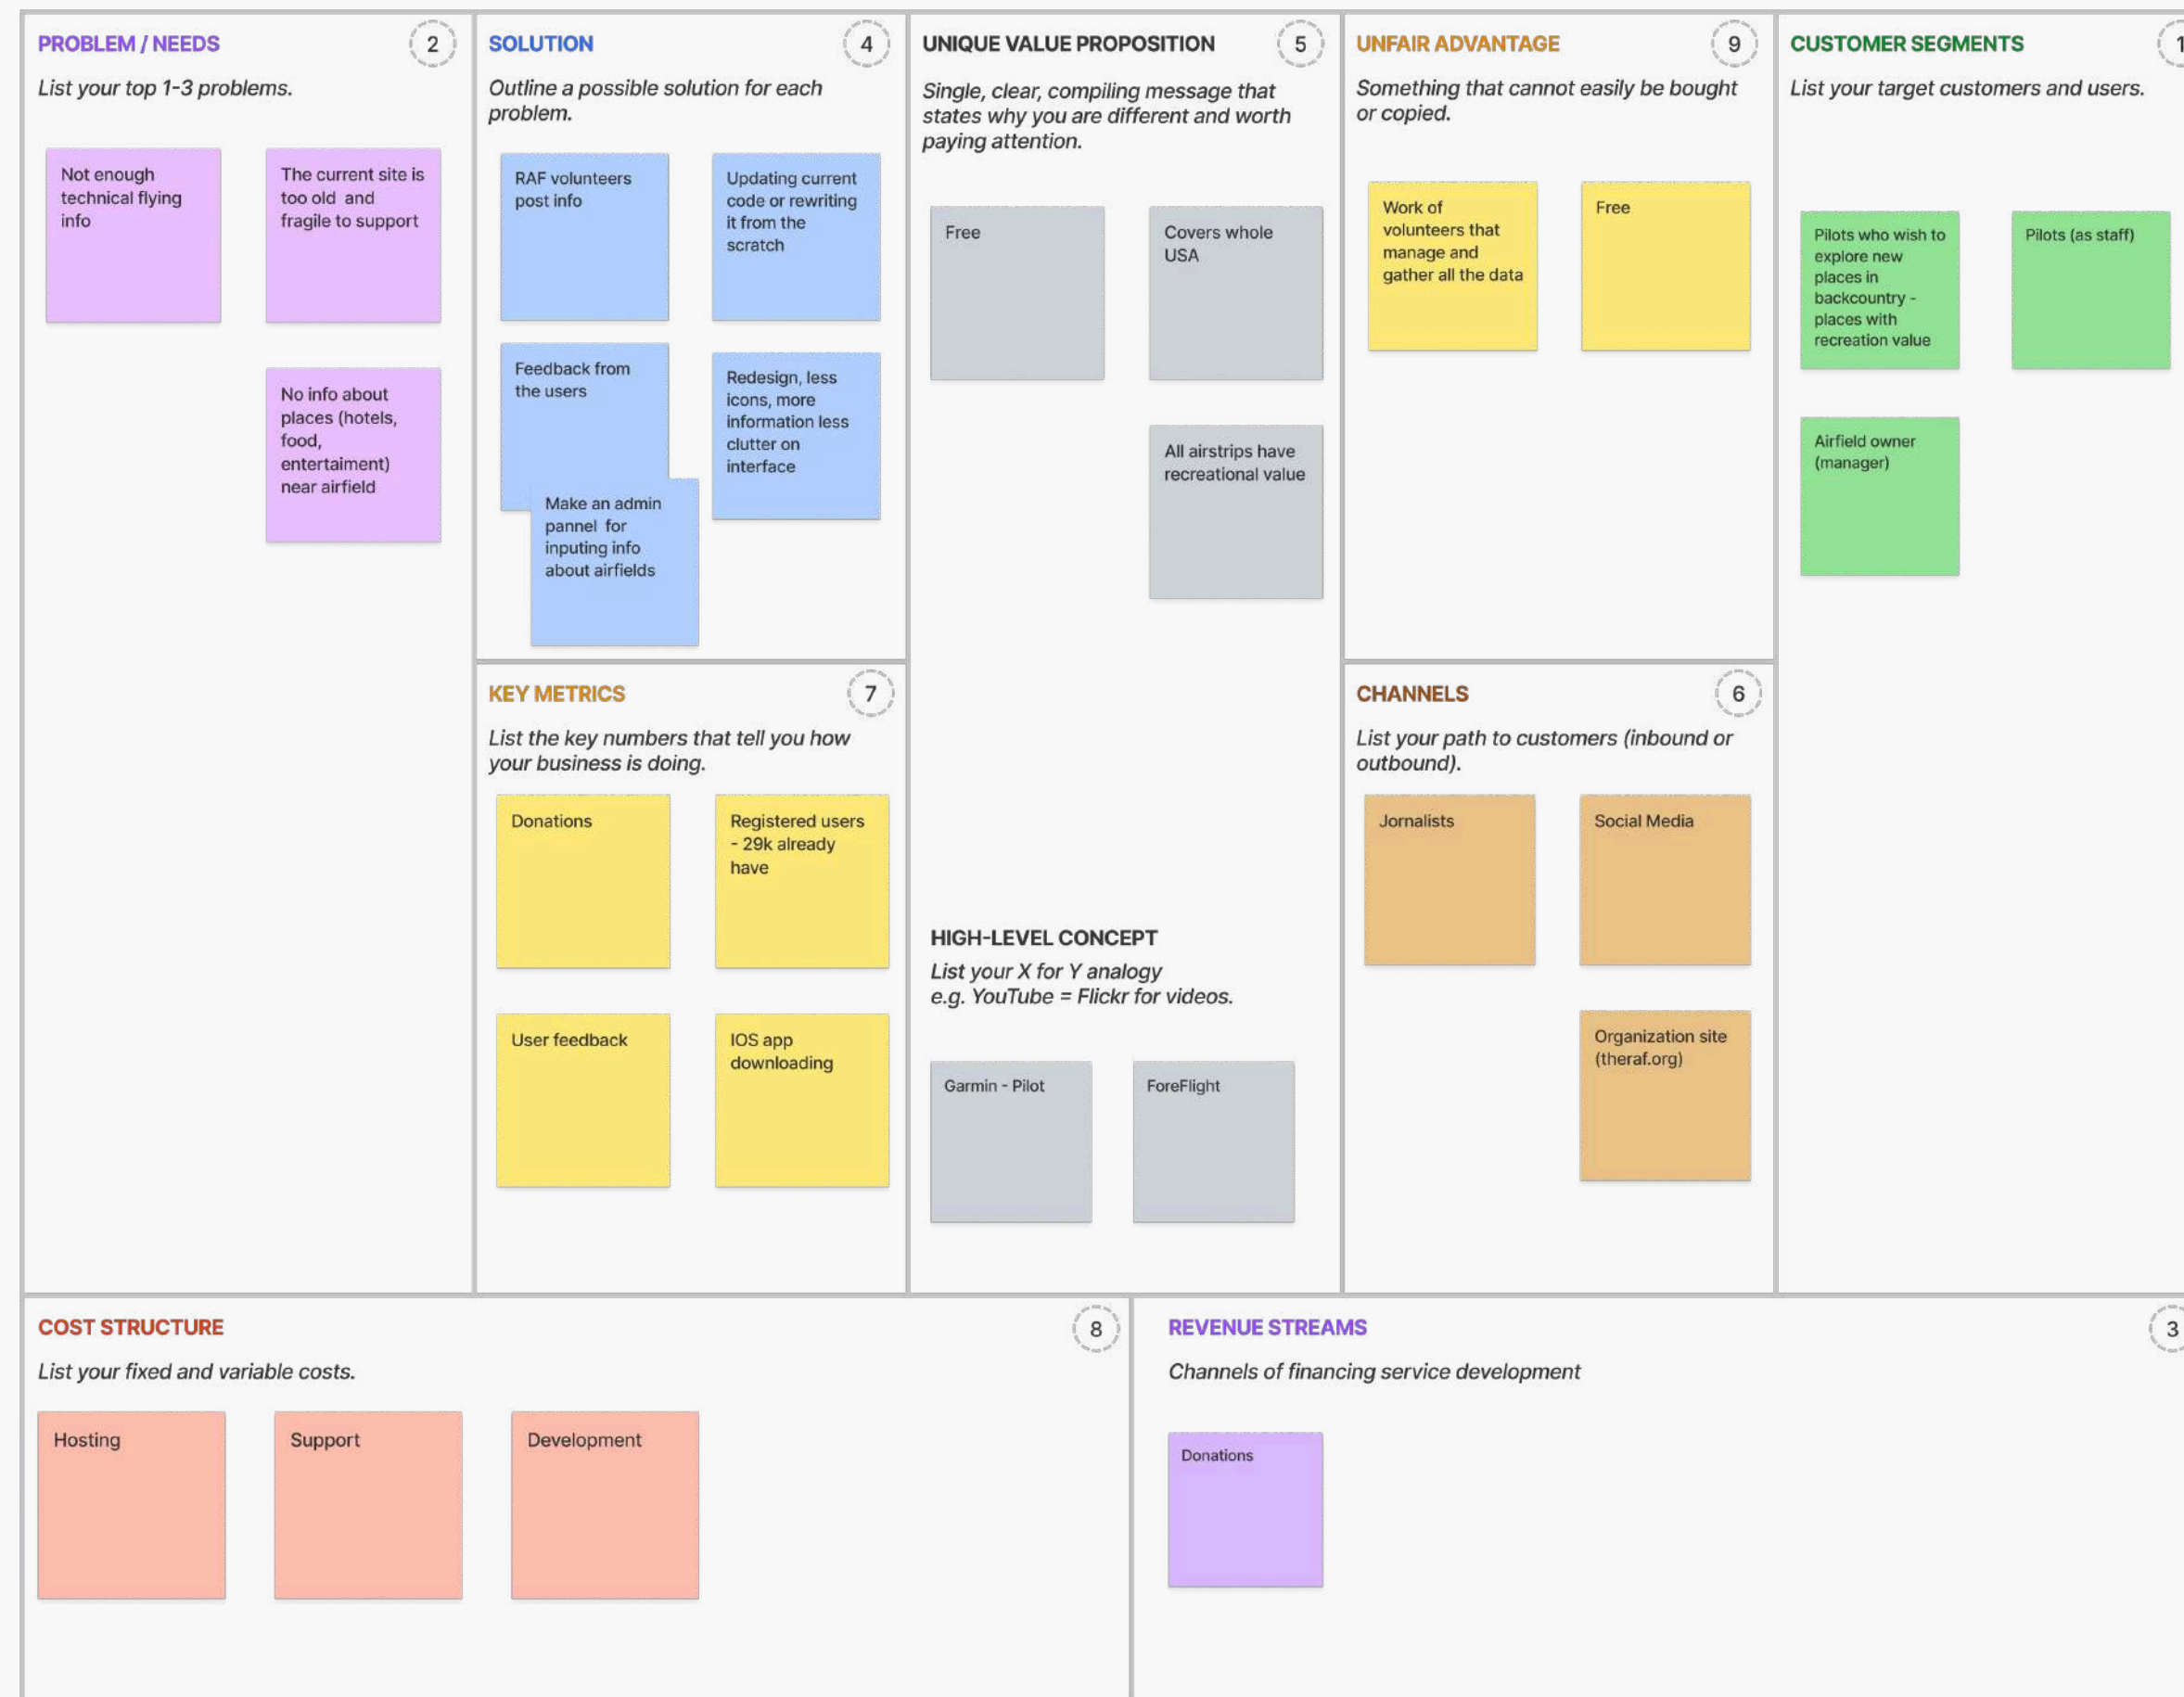 PROBLEM / NEEDS
2
List your top 1-3 problems.
Not enough
technical flying
info
The current site is
too old and
fragile to support
No info about
places (hotels,
food,
entertaiment)
near airfield
SOLUTION
4
Outline a possible solution for each
problem.
RAF volunteers
post info
Updating current
code or rewriting
it from the
scratch
Feedback from
the users
Redesign, less
icons, more
information less
clutter on
interface
Make an admin
pannel for
inputing info
about airfields
KEY METRICS
7
List the key numbers that tell you how
your business is doing.
Donations
Registered users
- 29k already
have
User feedback
IOS app
downloading
UNIQUE VALUE PROPOSITION
5
Single, clear, compiling message that
states why you are different and worth
paying attention.
Free
Covers whole
USA
All airstrips have
recreational value
HIGH-LEVEL CONCEPT
List your X for Y analogy
e.g. YouTube = Flickr for videos.
Garmin - Pilot
ForeFlight
UNFAIR ADVANTAGE
9
Something that cannot easily be bought
or copied.
Work of
volunteers that
manage and
gather all the data
Free
CHANNELS
6
List your path to customers (inbound or
outbound).
Jornalists
Social Media
Organization site
(theraf.org)
CUSTOMER SEGMENTS
1
List your target customers and users.
Pilots who wish to
explore new
places in
backcountry -
places with
recreation value
Pilots (as staff)
Airfield owner
(manager)
COST STRUCTURE
8
List your fixed and variable costs.
Hosting
Support
Development
REVENUE STREAMS
3
Channels of financing service development
Donations